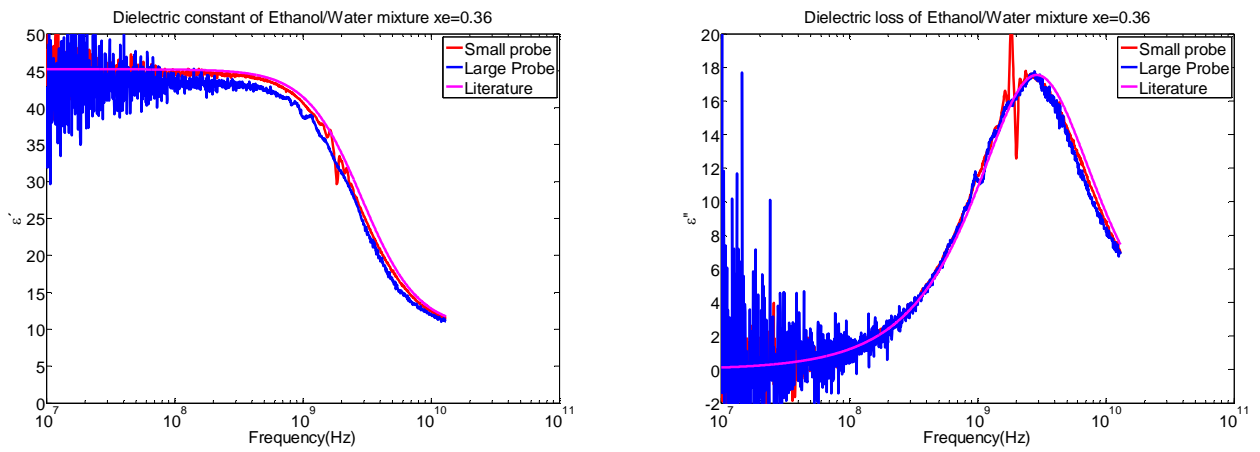 Dielectric constant of Ethanol/Water mixture xe=0.36
50
45
40
35
30
25
20
15
10
5
0
ε´
10^7
10^8
10^9
10^10
10^11
Frequency(Hz)
Small probe
Large Probe
Literature
Dielectric loss of Ethanol/Water mixture xe=0.36
20
18
16
14
12
10
8
6
4
2
0
-2
ε"
10^7
10^8
10^9
10^10
10^11
Frequency(Hz)
Small probe
Large Probe
Literature